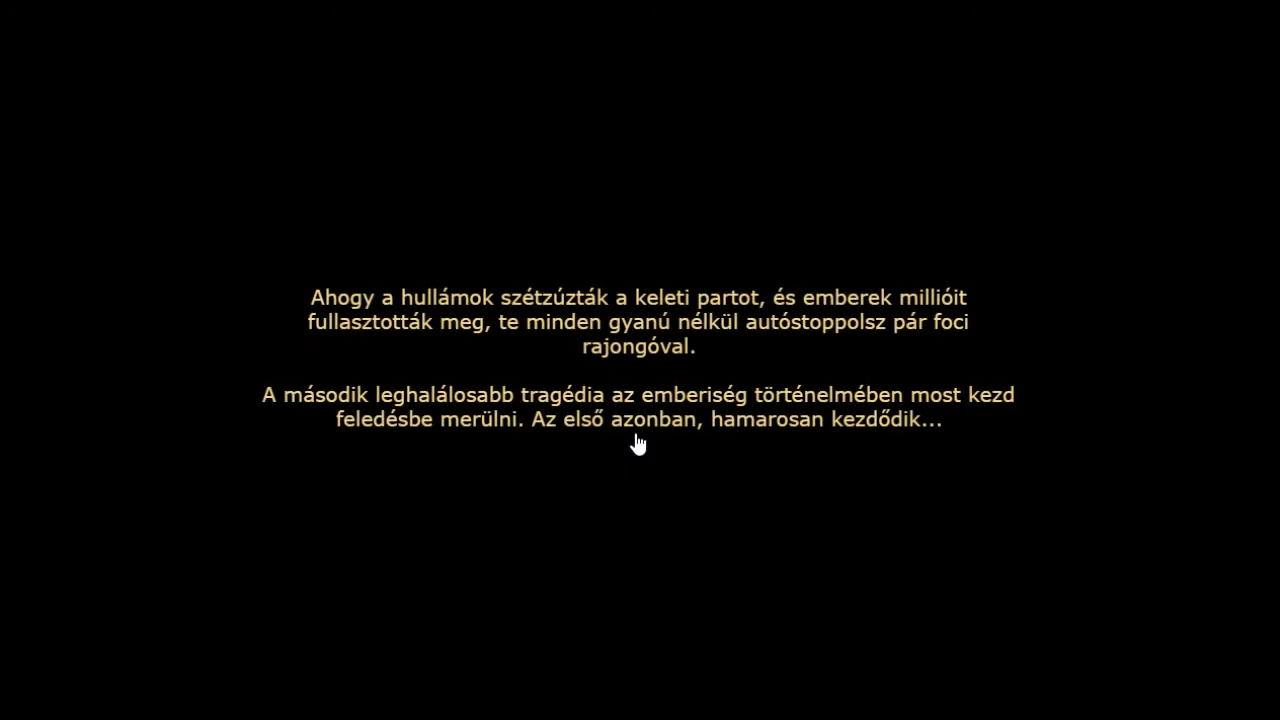 Ahogy a hullámok szétzúzták a keleti partot, és emberek millióit
fullasztották meg, te minden gyanú nélkül autóstoppolsz pár foci
rajongóval.
A második leghalálosabb tragédia az emberiség történelmében most kezd
feledésbe merülni. Az első azonban, hamarosan kezdődik...